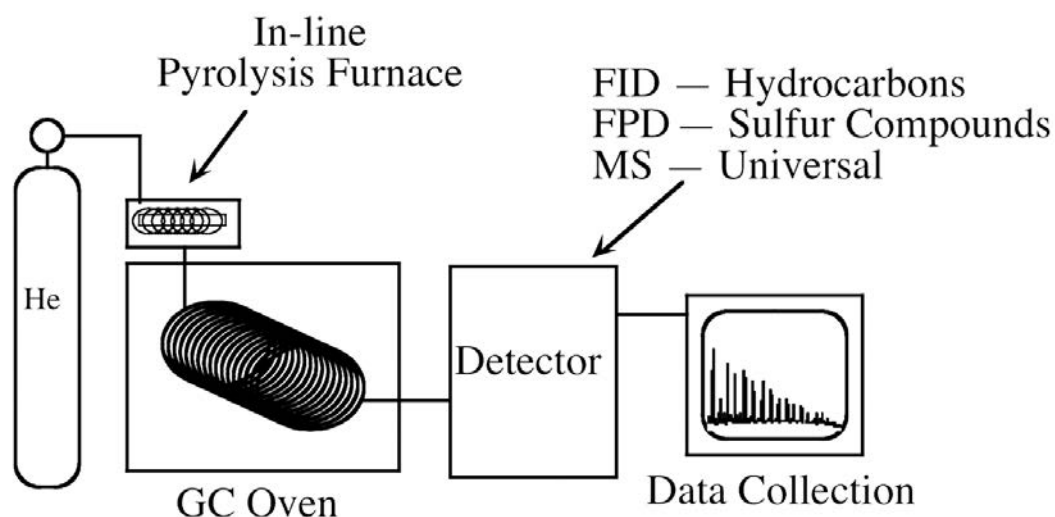 In-line
Pyrolysis Furnace
FID — Hydrocarbons
FPD — Sulfur Compounds
MS — Universal
He
Detector
GC Oven
Data Collection